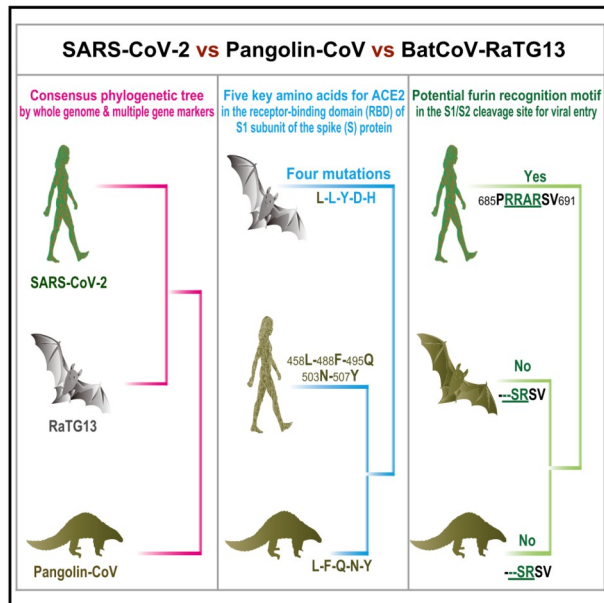 SARS-CoV-2 vs Pangolin-CoV vs BatCoV-RaTG13
Consensus phylogenetic tree
by whole genome & multiple gene markers
SARS-CoV-2
RaTG13
Pangolin-CoV
Five key amino acids for ACE2
in the receptor-binding domain (RBD) of
S1 subunit of the spike (S) protein
Four mutations
L-L-Y-D-H
458L-488F-495Q
503N-507Y
L-F-Q-N-Y
Potential furin recognition motif
in the S1/S2 cleavage site for viral entry
Yes
685PRRARSV691
No
----SRSV
No
----SRSV